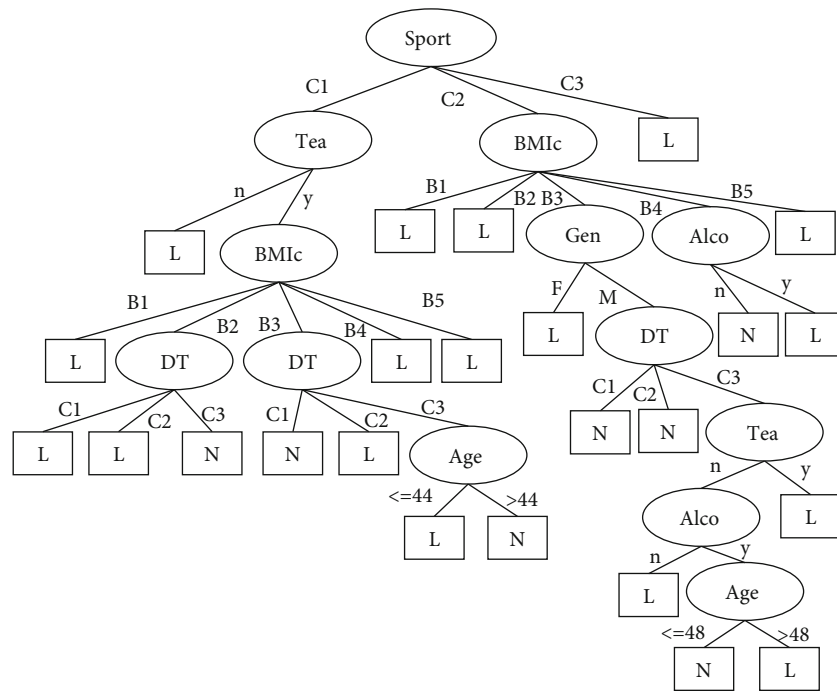 Sport
C1 C2 C3
Tea BMIc L
n y B1 B2 B3 B4 B5
L BMIc L L Gen Alco L
B1 B2 B3 B4 B5 F M n y
L DT DT L L L DT N L
C1 C2 C3 C1 C2 C3 C1 C2 C3
L L N N L Age N N Tea
<=44 >44 n y
L N Alco L
n y
L Age
<=48 >48
N L